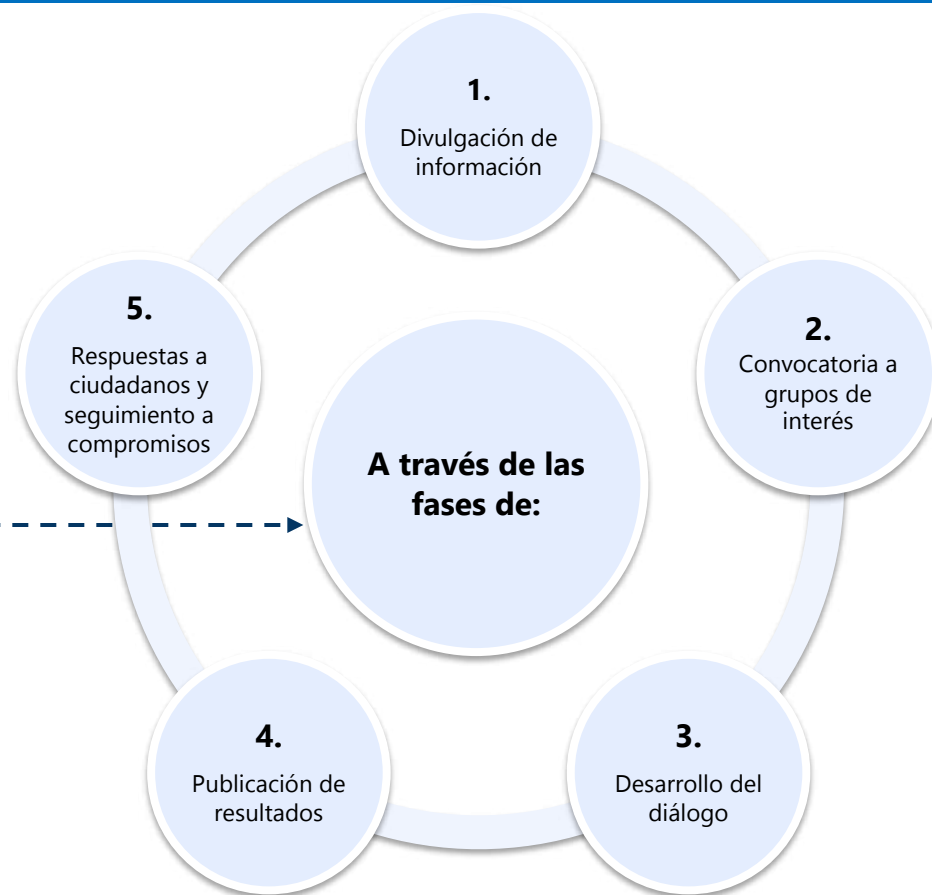 1.
Divulgación de
información
2.
Convocatoria a
grupos de
interés
3.
Desarrollo del
diálogo
4.
Publicación de
resultados
5.
Respuestas a
ciudadanos y
seguimiento a
compromisos
A través de las
fases de: